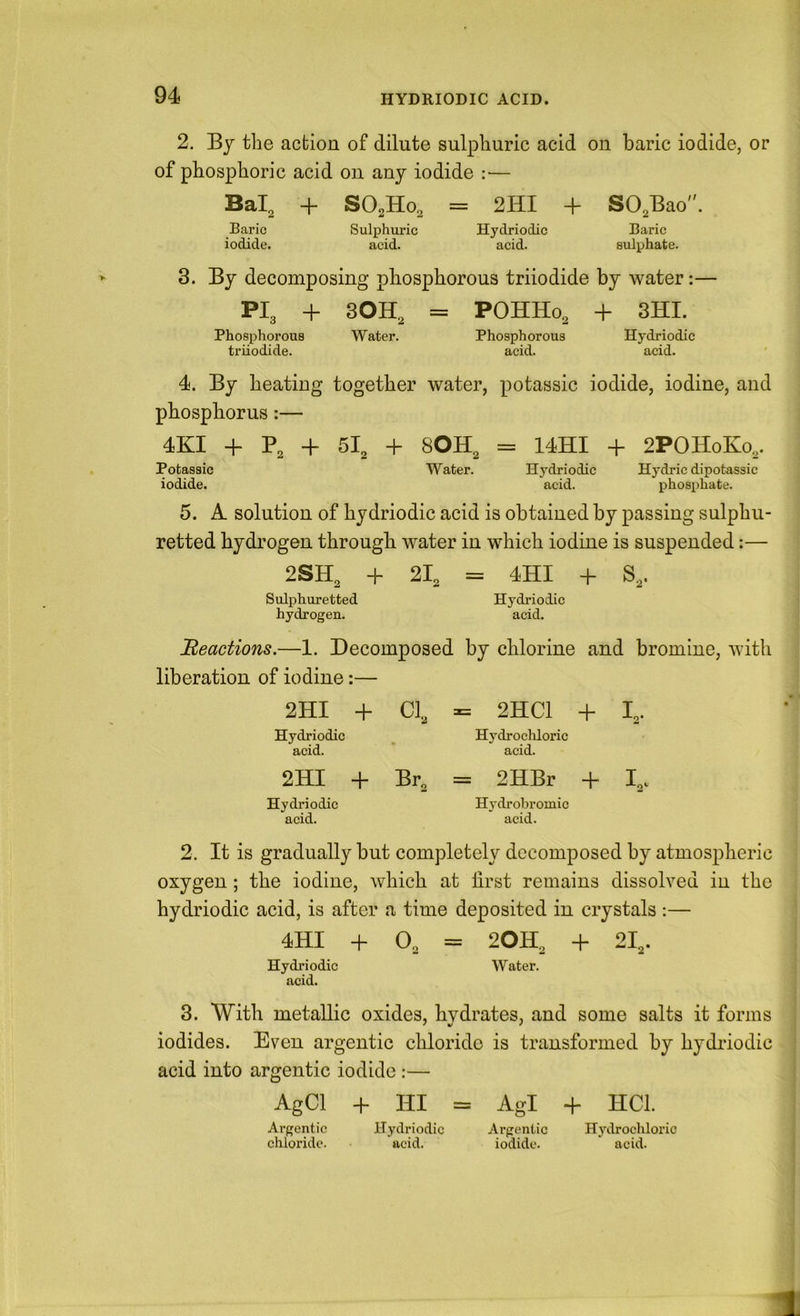 94 HYDRIODIC ACID.
2. By the action of dilute sulphuric acid on baric iodide, or
of phosphoric acid on any iodide :—
BaI₂ + SO₂Ho₂ = 2HI + SO₂Bao″.
Baric Sulphuric Hydriodic Baric
iodide. acid. acid. sulphate.
3. By decomposing phosphorous triiodide by water:—
PI₃ + 3OH₂ = POHHo₂ + 3HI.
Phosphorous Water. Phosphorous Hydriodic
triiodide. acid. acid.
4. By heating together water, potassic iodide, iodine, and
phosphorus :—
4KI + P₂ + 5I₂ + 8OH₂ = 14HI + 2POHoKo₂.
Potassic Water. Hydriodic Hydric dipotassic
iodide. acid. phosphate.
5. A solution of hydriodic acid is obtained by passing sulphu-
retted hydrogen through water in which iodine is suspended:—
2SH₂ + 2I₂ = 4HI + S₂.
Sulphuretted Hydriodic
hydrogen. acid.
Reactions.—1. Decomposed by chlorine and bromine, with
liberation of iodine:—
2HI + Cl₂ = 2HCl + I₂.
Hydriodic Hydrochloric
acid. acid.
2HI + Br₂ = 2HBr + I₂.
Hydriodic Hydrobromic
acid. acid.
2. It is gradually but completely decomposed by atmospheric
oxygen ; the iodine, which at first remains dissolved in the
hydriodic acid, is after a time deposited in crystals :—
4HI + O₂ = 2OH₂ + 2I₂.
Hydriodic Water.
acid.
3. With metallic oxides, hydrates, and some salts it forms
iodides. Even argentic chloride is transformed by hydriodic
acid into argentic iodide :—
AgCl + HI = AgI + HCl.
Argentic Hydriodic Argentic Hydrochloric
chloride. acid. iodide. acid.